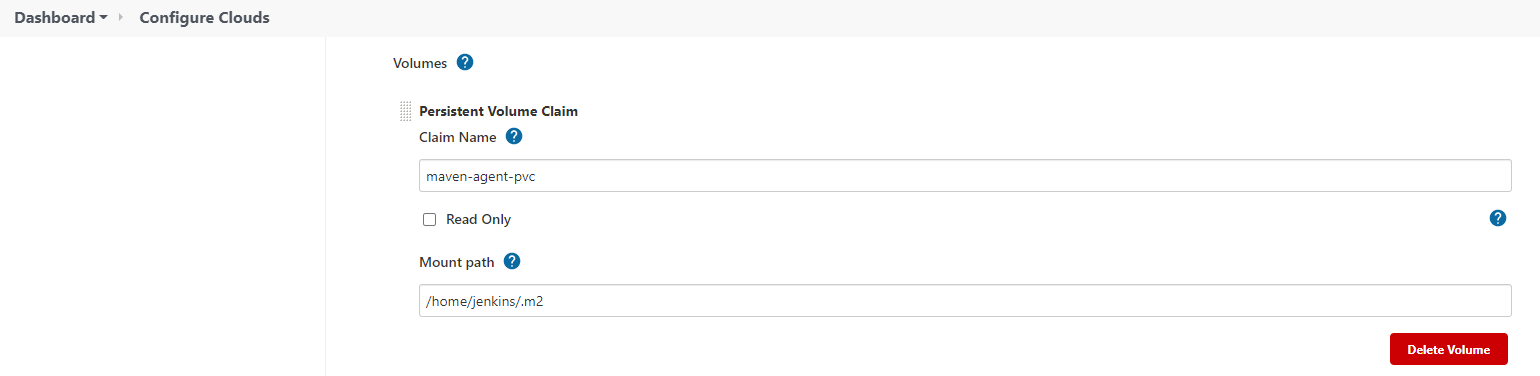 Dashboard Configure Clouds
Volumes ?
Persistent Volume Claim
Claim Name ?
maven-agent-pvc
Read Only ?
Mount path ?
/home/jenkins/.m2
Delete Volume